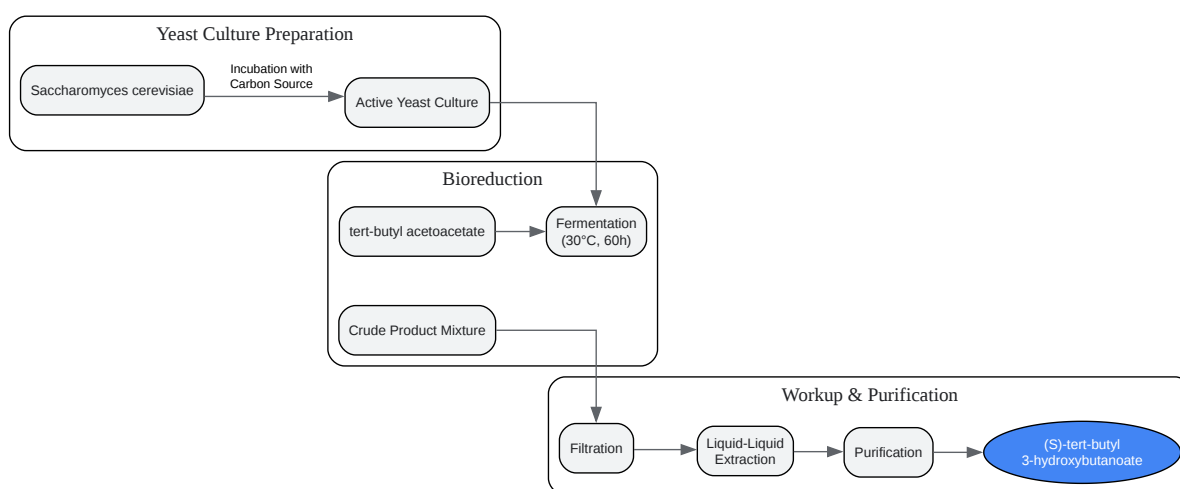 Yeast Culture Preparation
Saccharomyces cerevisiae
Incubation with
Carbon Source
Active Yeast Culture
Bioreduction
tert-butyl acetoacetate
Fermentation
(30°C, 60h)
Crude Product Mixture
Workup & Purification
Filtration
Liquid-Liquid
Extraction
Purification
(S)-tert-butyl
3-hydroxybutanoate